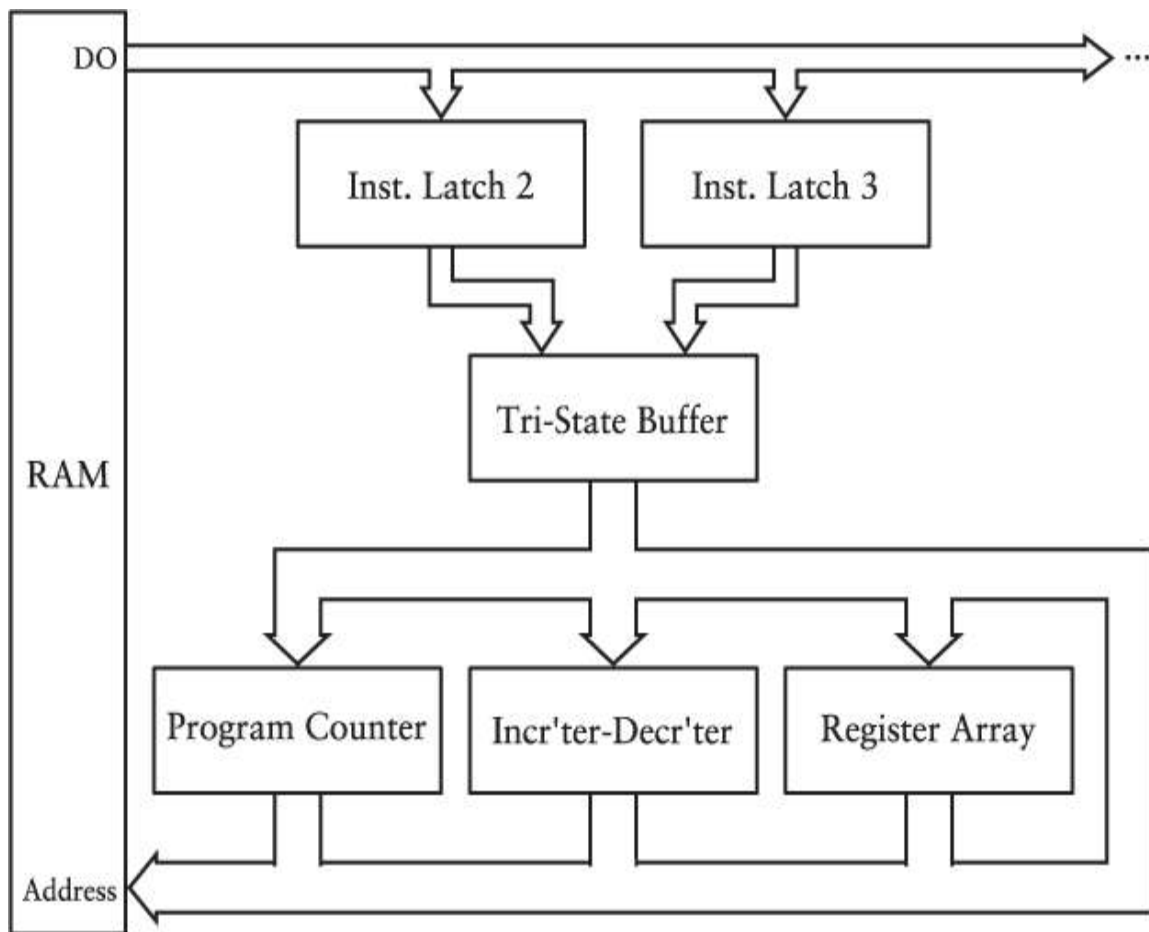 DO
...
Inst. Latch 2
Inst. Latch 3
Tri-State Buffer
RAM
Program Counter
Incr'ter-Decr'ter
Register Array
Address